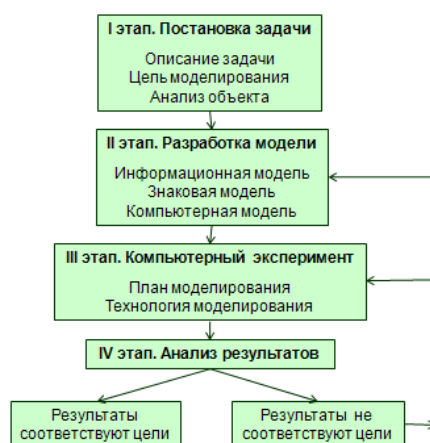 I этап. Постановка задачи
Описание задачи
Цель моделирования
Анализ объекта
II этап. Разработка модели
Информационная модель
Знаковая модель
Компьютерная модель
III этап. Компьютерный эксперимент
План моделирования
Технология моделирования
IV этап. Анализ результатов
Результаты
соответствуют цели
Результаты не
соответствуют цели